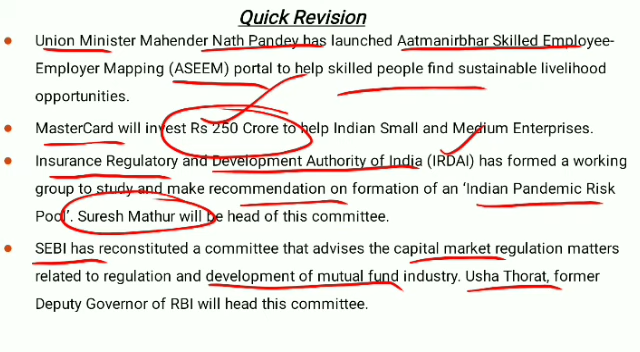 Quick Revision
Union Minister Mahender Nath Pandey has launched Aatmanirbhar Skilled Employee-
Employer Mapping (ASEEM) portal to help skilled people find sustainable livelihood
opportunities.
MasterCard will invest Rs 250 Crore to help Indian Small and Medium Enterprises.
Insurance Regulatory and Development Authority of India (IRDAI) has formed a working
group to study and make recommendation on formation of an ‘Indian Pandemic Risk
Pool’. Suresh Mathur will be head of this committee.
SEBI has reconstituted a committee that advises the capital market regulation matters
related to regulation and development of mutual fund industry. Usha Thorat, former
Deputy Governor of RBI will head this committee.